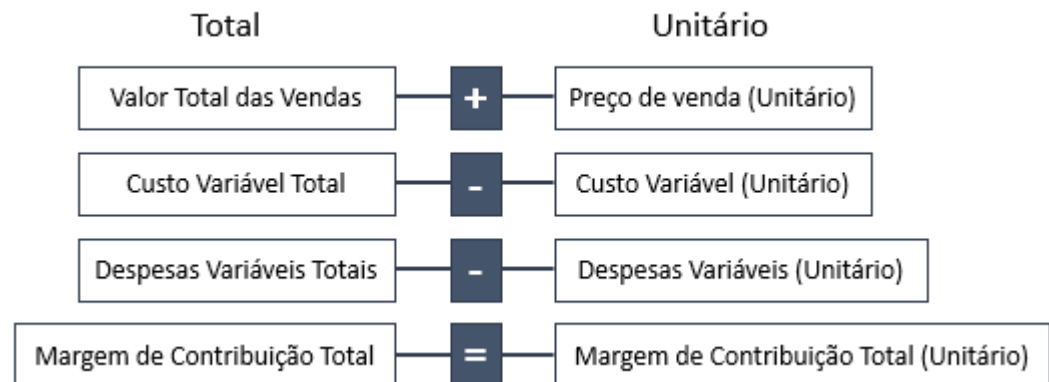 Total Unitário
Valor Total das Vendas + Preço de venda (Unitário)
Custo Variável Total - Custo Variável (Unitário)
Despesas Variáveis Totais - Despesas Variáveis (Unitário)
Margem de Contribuição Total = Margem de Contribuição Total (Unitário)